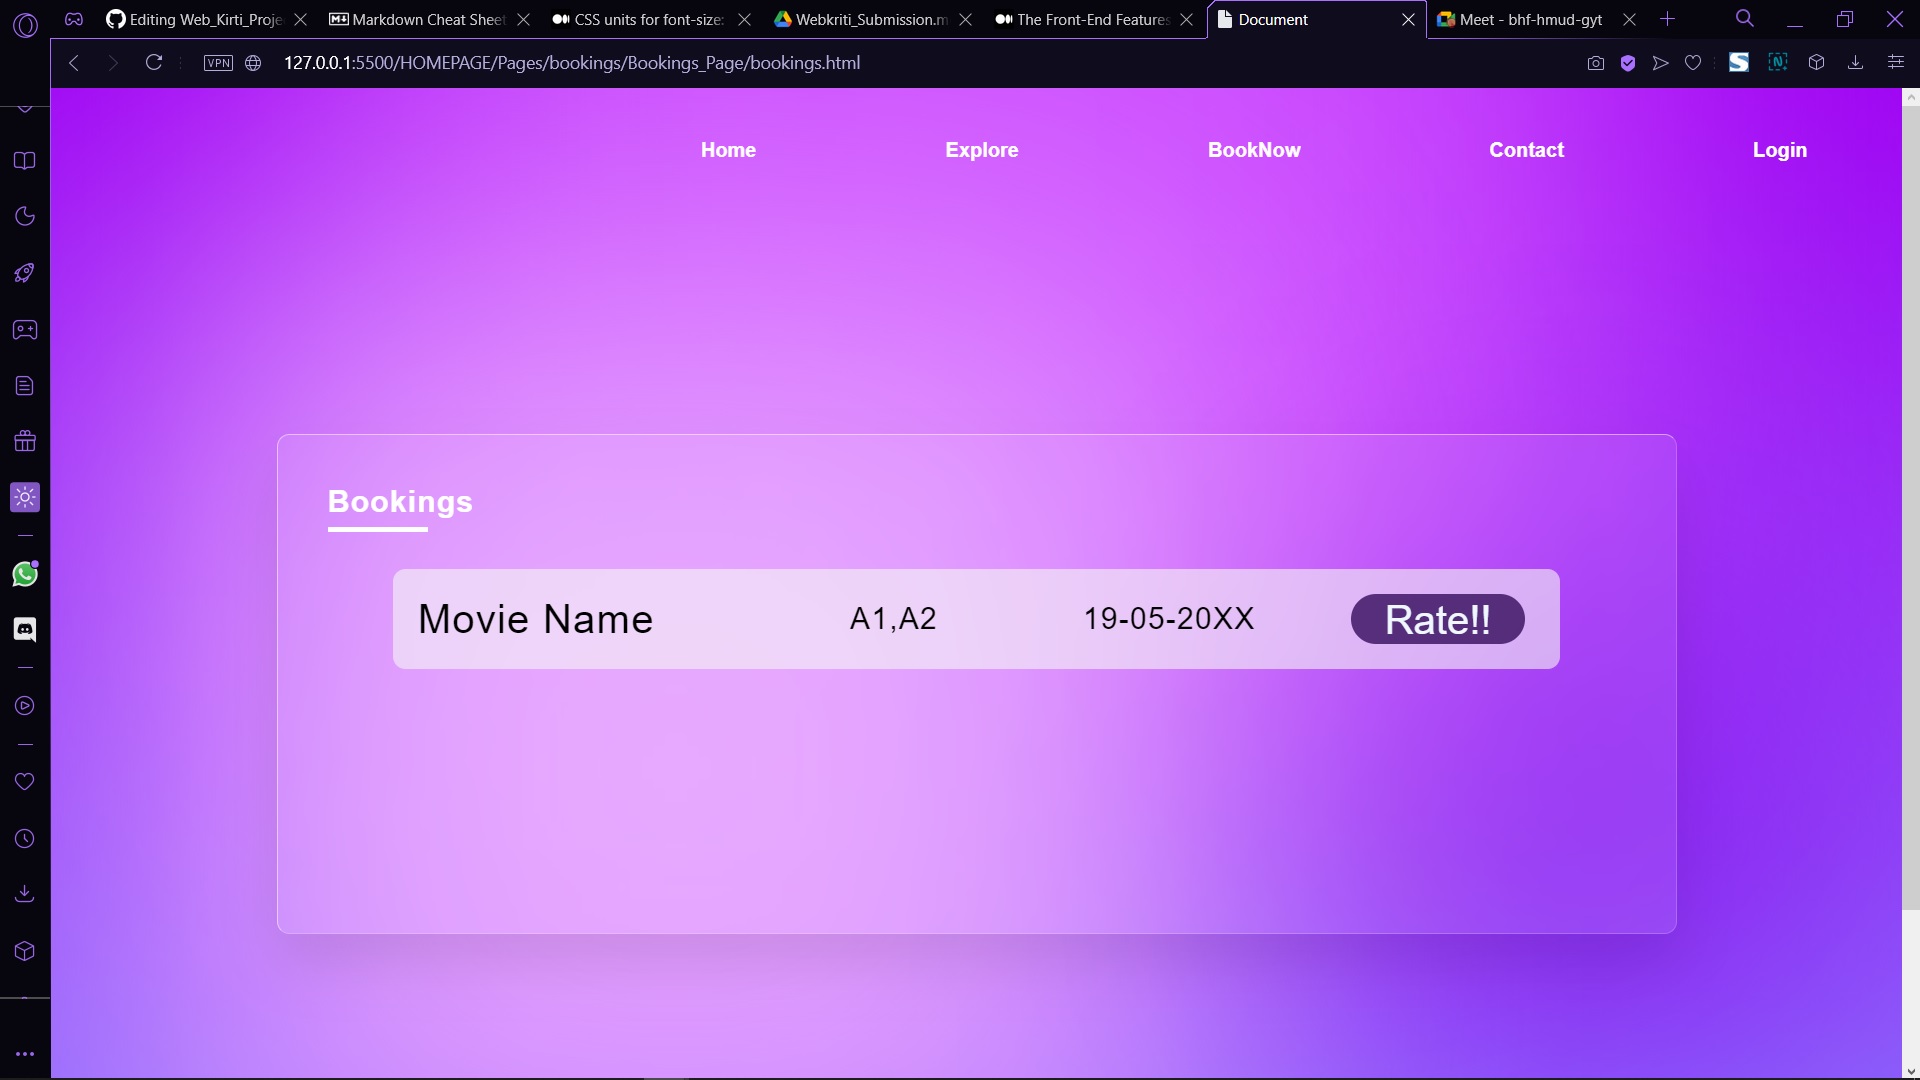 Editing Web_Kirti_Proje
Markdown Cheat Sheet
CSS units for font-size:
Webkriti_Submission.m
The Front-End Features
Document
Meet - bhf-hmud-gyt
VPN
127.0.0.1:5500/HOMEPAGE/Pages/bookings/Bookings_Page/bookings.html
Home Explore BookNow Contact Login
Bookings
Movie Name A1,A2 19-05-20XX Rate!!